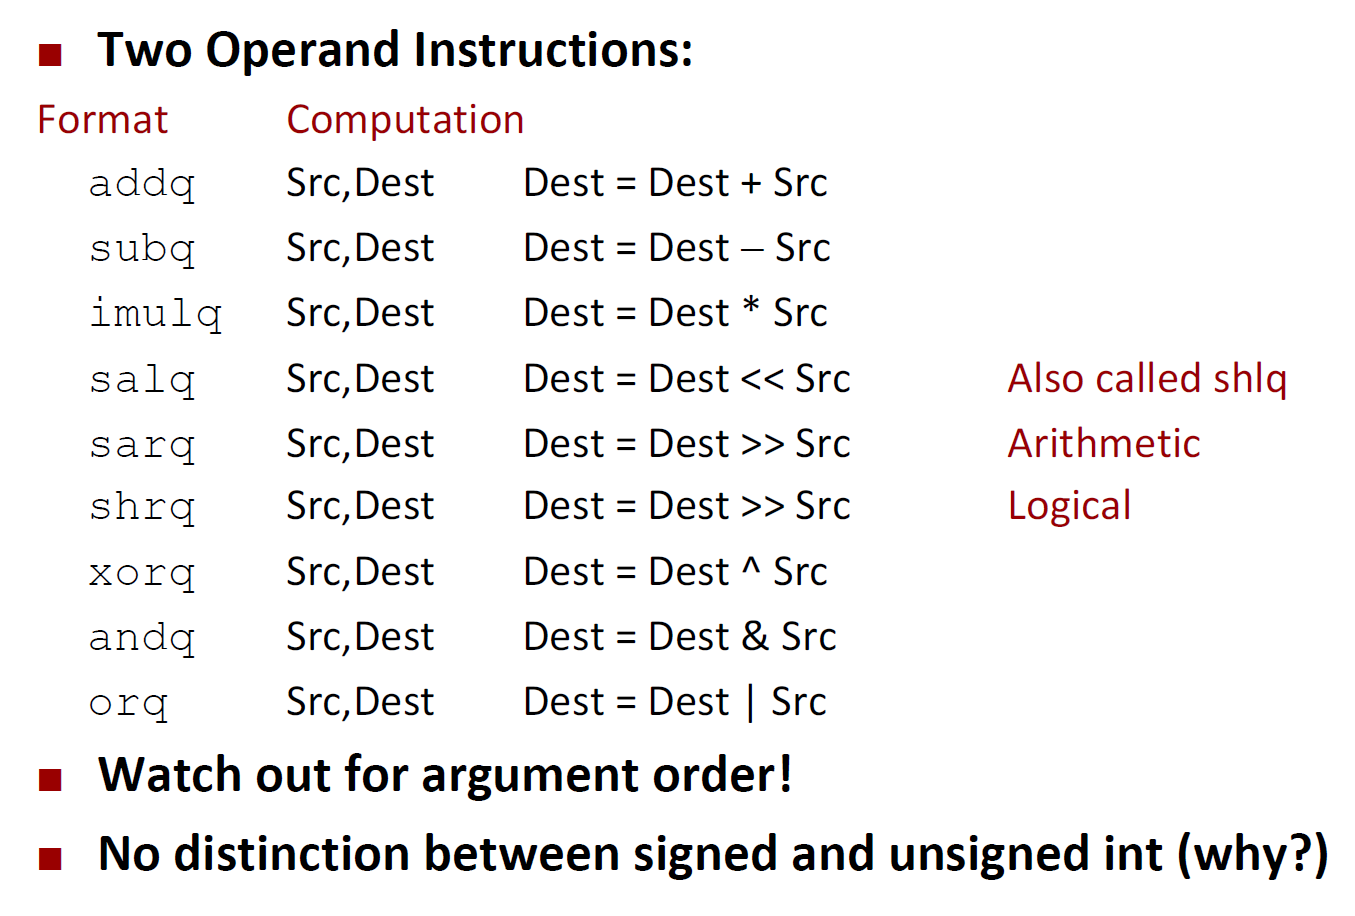 ■ Two Operand Instructions:
Format Computation
addq Src,Dest Dest = Dest + Src
subq Src,Dest Dest = Dest − Src
imulq Src,Dest Dest = Dest * Src
salq Src,Dest Dest = Dest << Src Also called shlq
sarq Src,Dest Dest = Dest >> Src Arithmetic
shrq Src,Dest Dest = Dest >> Src Logical
xorq Src,Dest Dest = Dest ^ Src
andq Src,Dest Dest = Dest & Src
orq Src,Dest Dest = Dest | Src
■ Watch out for argument order!
■ No distinction between signed and unsigned int (why?)